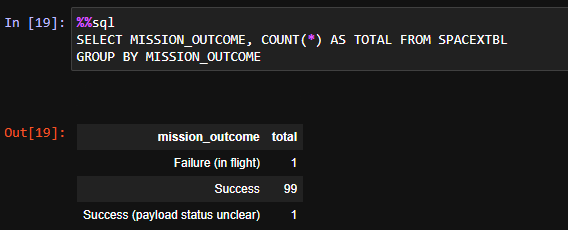 In [19]: %%sql
SELECT MISSION_OUTCOME, COUNT(*) AS TOTAL FROM SPACEXTBL
GROUP BY MISSION_OUTCOME
Out[19]:
mission_outcome total
Failure (in flight) 1
Success 99
Success (payload status unclear) 1